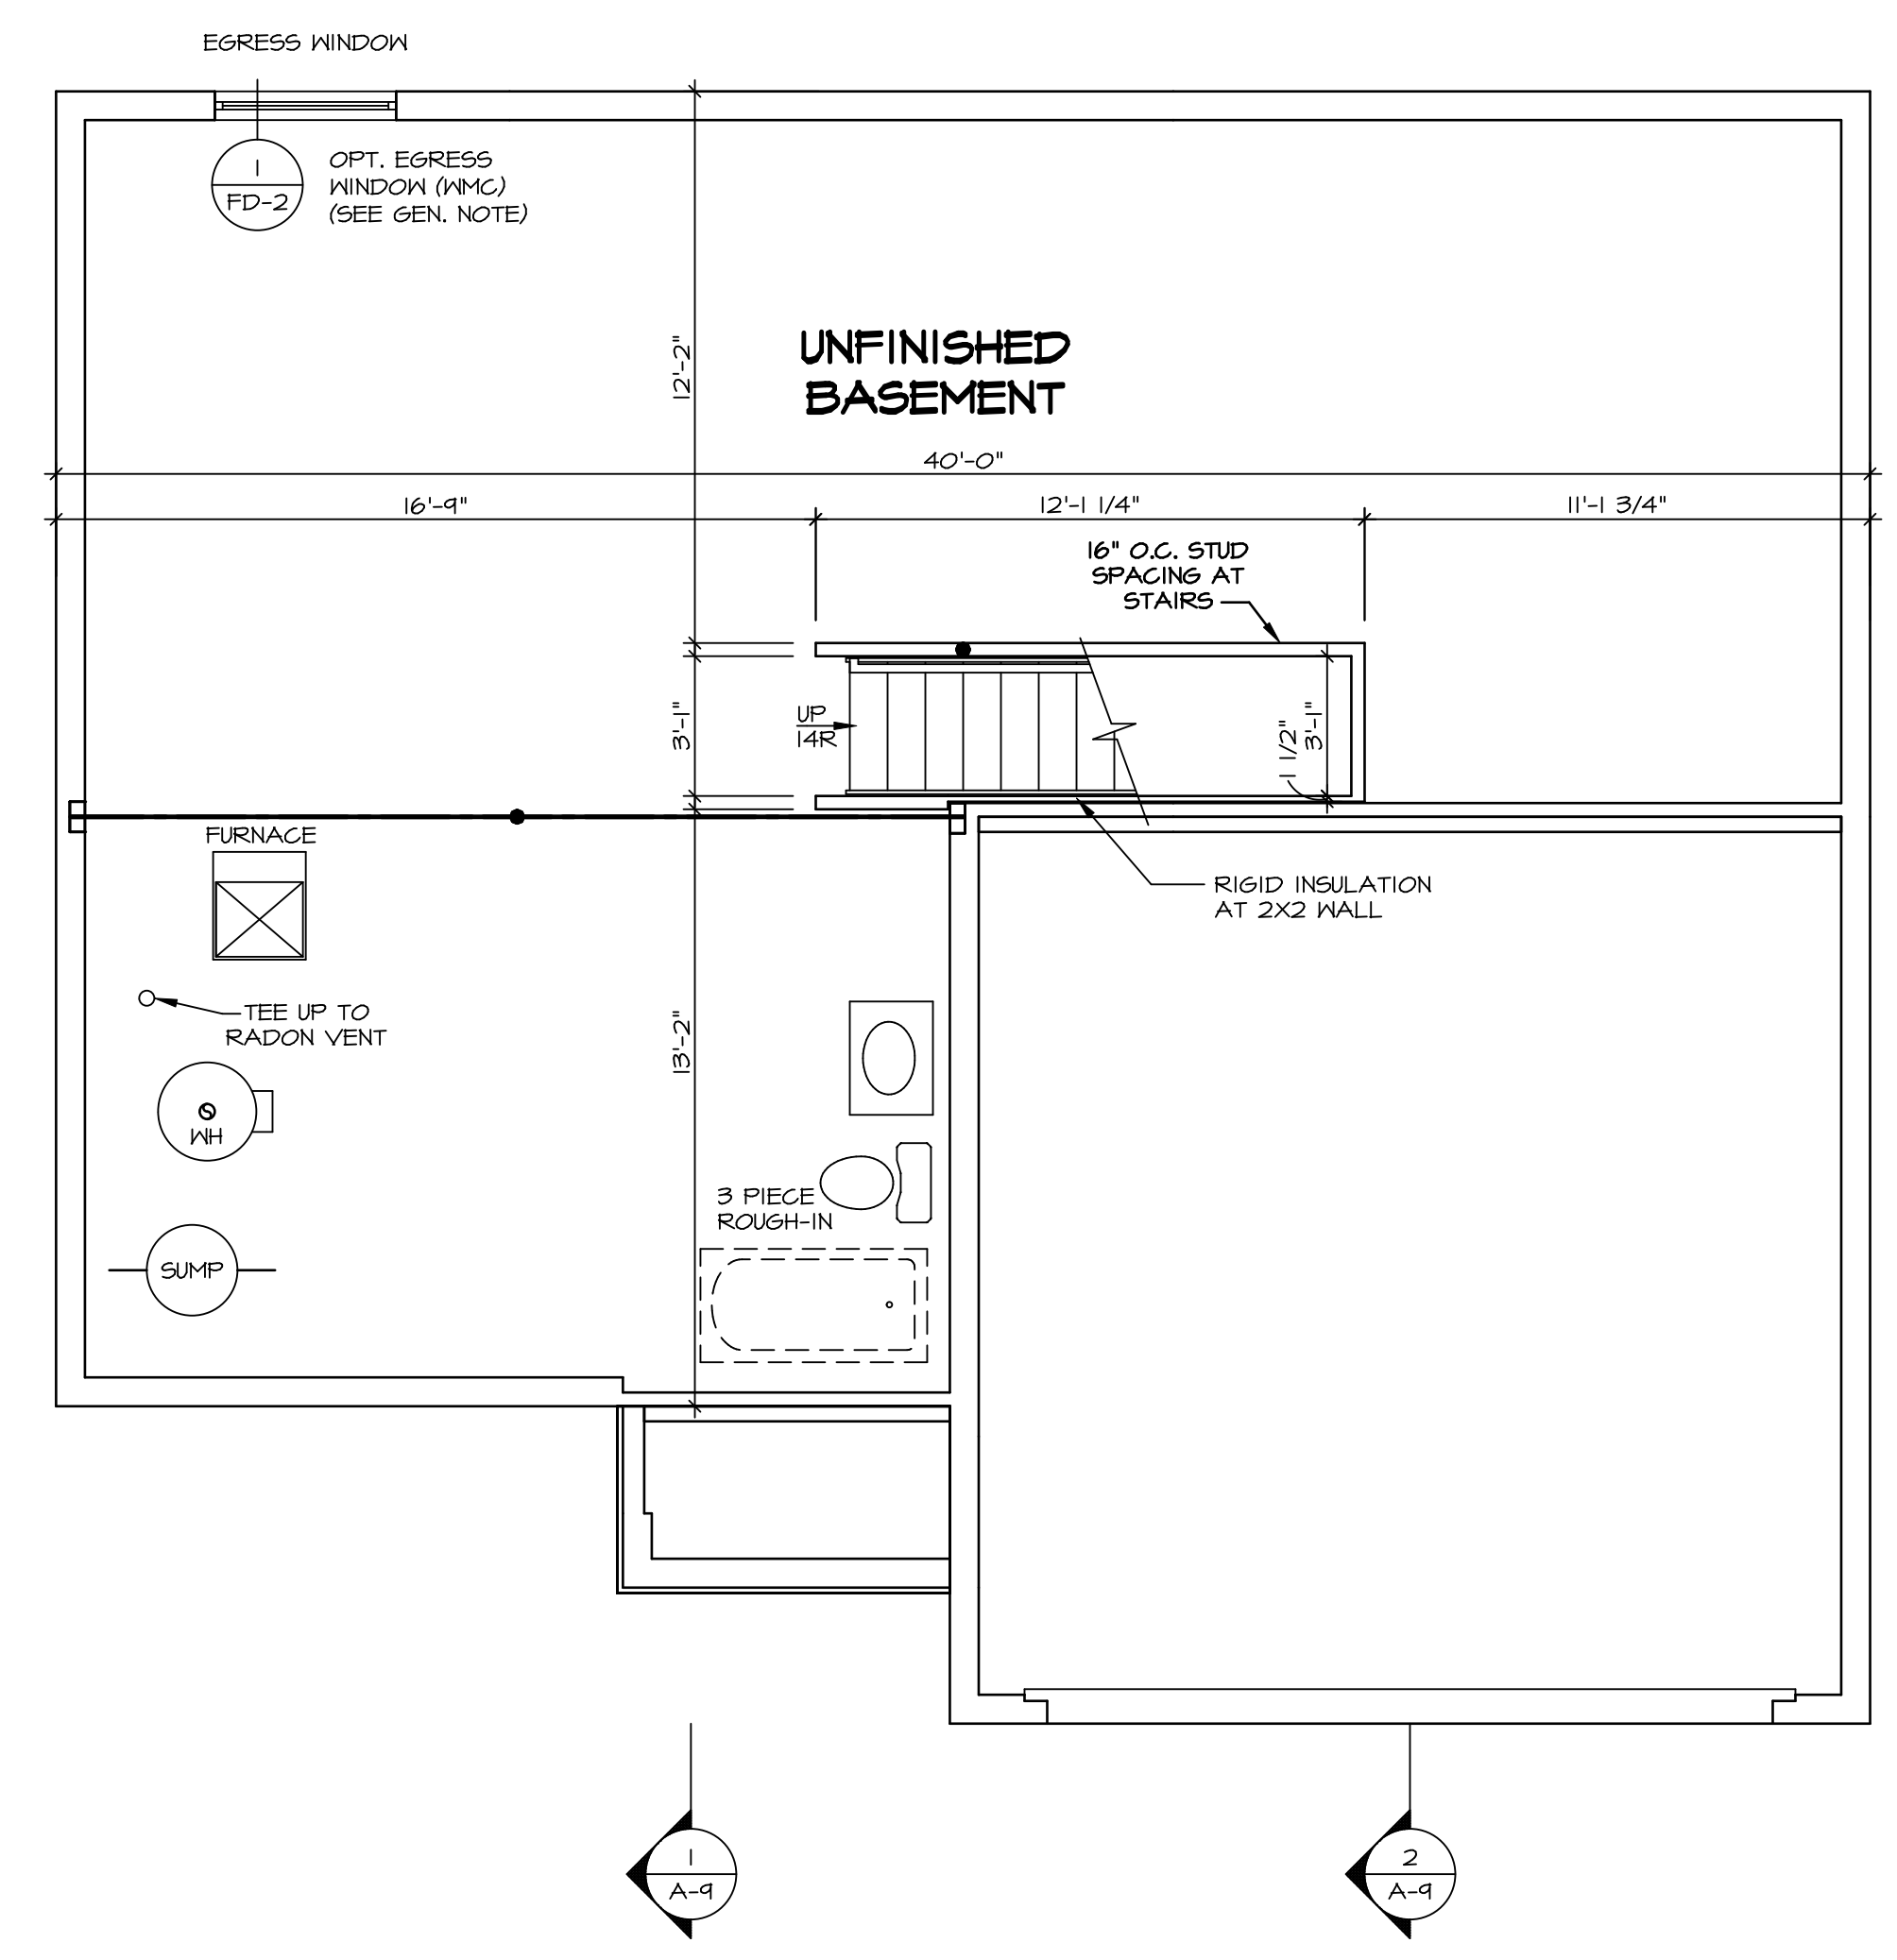 EGRESS WINDOW
1
FD-2
OPT. EGRESS
WINDOW (WMC)
(SEE GEN. NOTE)
12'-2"
UNFINISHED
BASEMENT
40'-0"
16'-9"
12'-1 1/4"
11'-1 3/4"
16" O.C. STUD
SPACING AT
STAIRS
3'-1"
UP
14R
1 1/2"
3'-1"
FURNACE
RIGID INSULATION
AT 2X2 WALL
TEE UP TO
RADON VENT
13'-2"
WH
3 PIECE
ROUGH-IN
SUMP
1
A-9
2
A-9